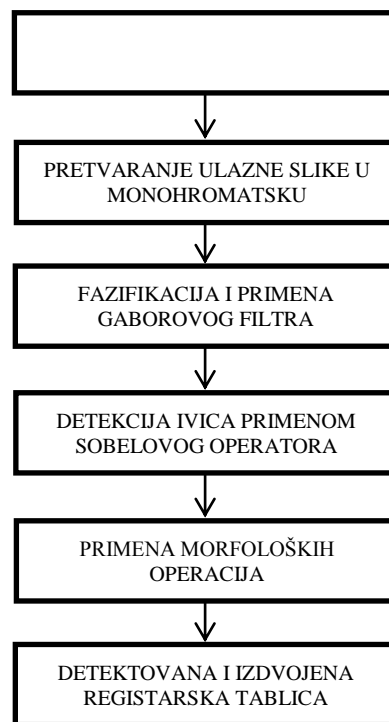 PRETVARANJE ULAZNE SLIKE U
MONOHROMATSKU
FAZIFIKACIJA I PRIMENA
GABOROVOG FILTRA
DETEKCIJA IVICA PRIMENOM
SOBELOVOG OPERATORA
PRIMENA MORFOLOŠKIH
OPERACIJA
DETEKTOVANA I IZDVOJENA
REGISTARSKA TABLICA